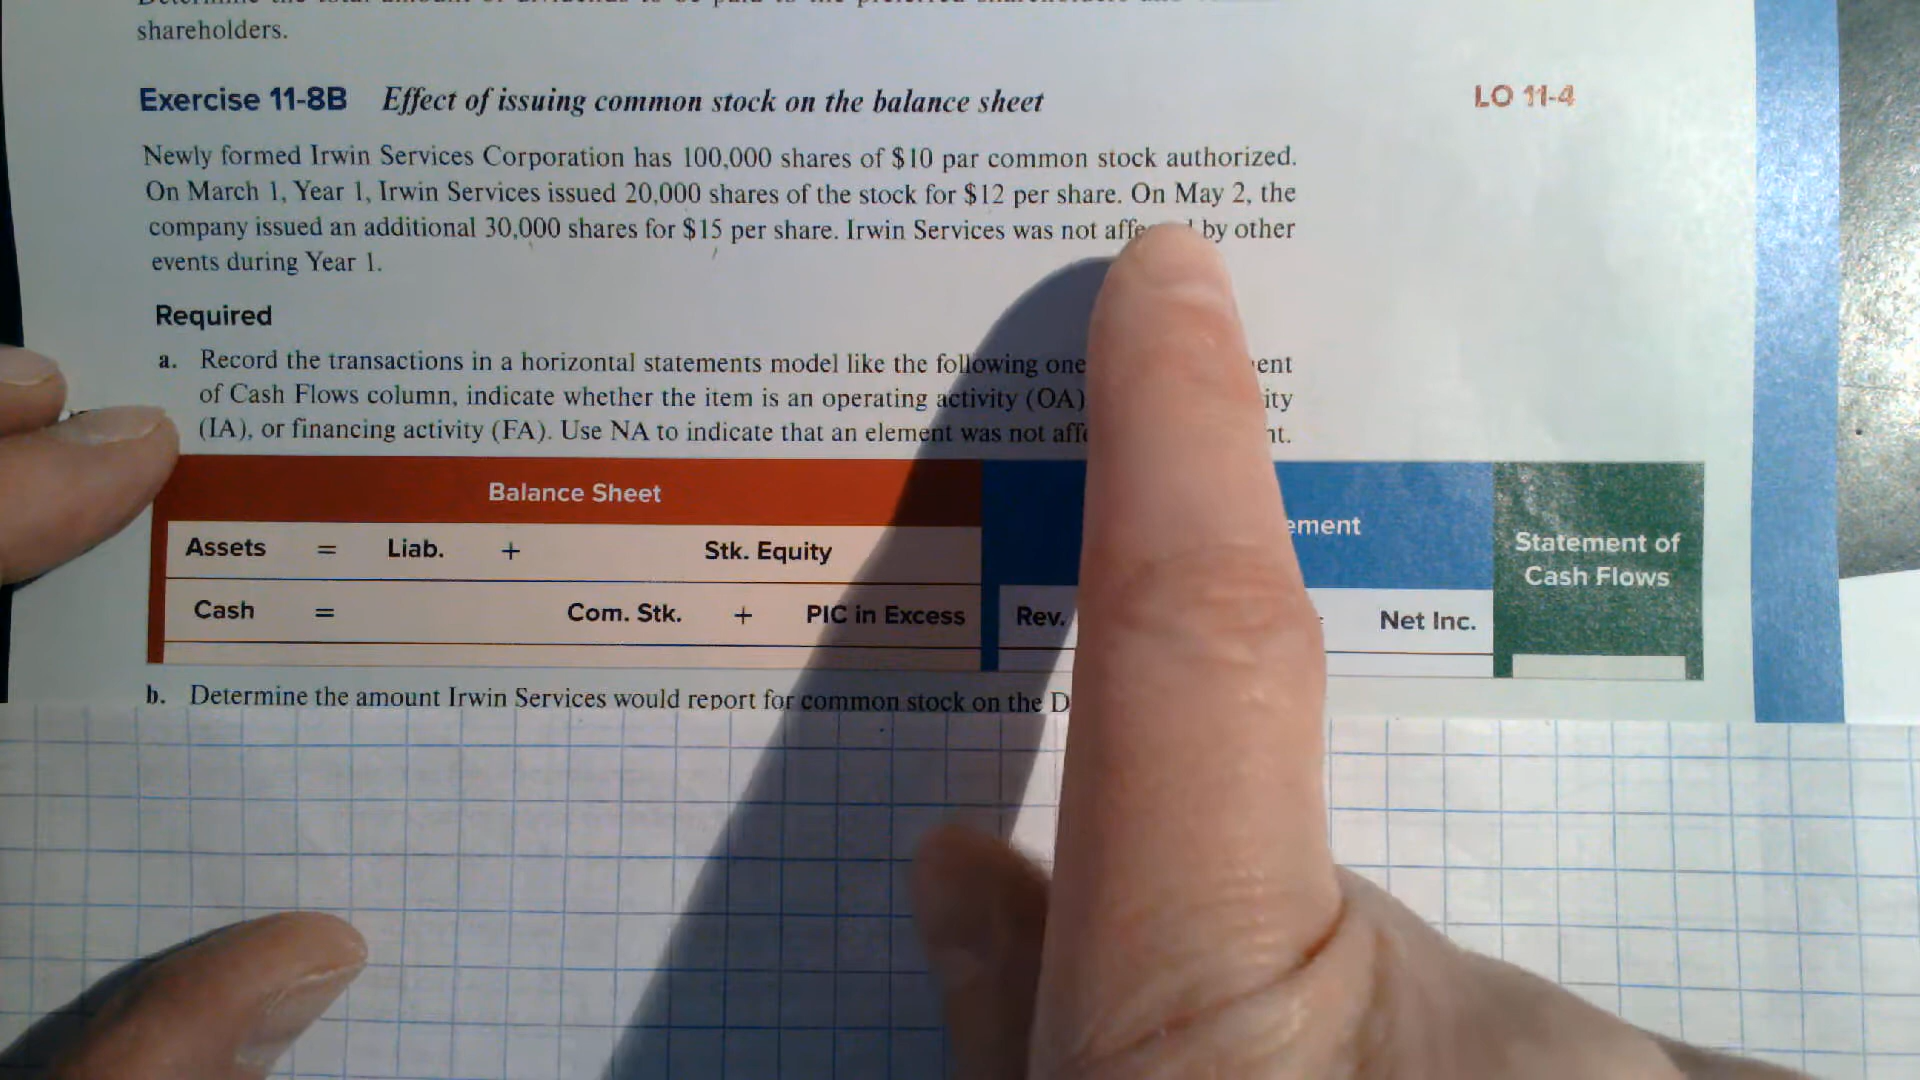 shareholders.
Exercise 11-8B Effect of issuing common stock on the balance sheet
LO 11-4
Newly formed Irwin Services Corporation has 100,000 shares of $10 par common stock authorized.
On March 1, Year 1, Irwin Services issued 20,000 shares of the stock for $12 per share. On May 2, the
company issued an additional 30,000 shares for $15 per share. Irwin Services was not by other
events during Year 1.
Required
a. Record the transactions in a horizontal statements model like the following one
of Cash Flows column, indicate whether the item is an operating activity (OA)
(IA), or financing activity (FA). Use NA to indicate that an element was not
Balance Sheet
Statement of
Cash Flows
Assets = Liab. + Stk. Equity
Cash = Com. Stk. + PIC in Excess Rev. Net Inc.
b. Determine the amount Irwin Services would report for common stock on the